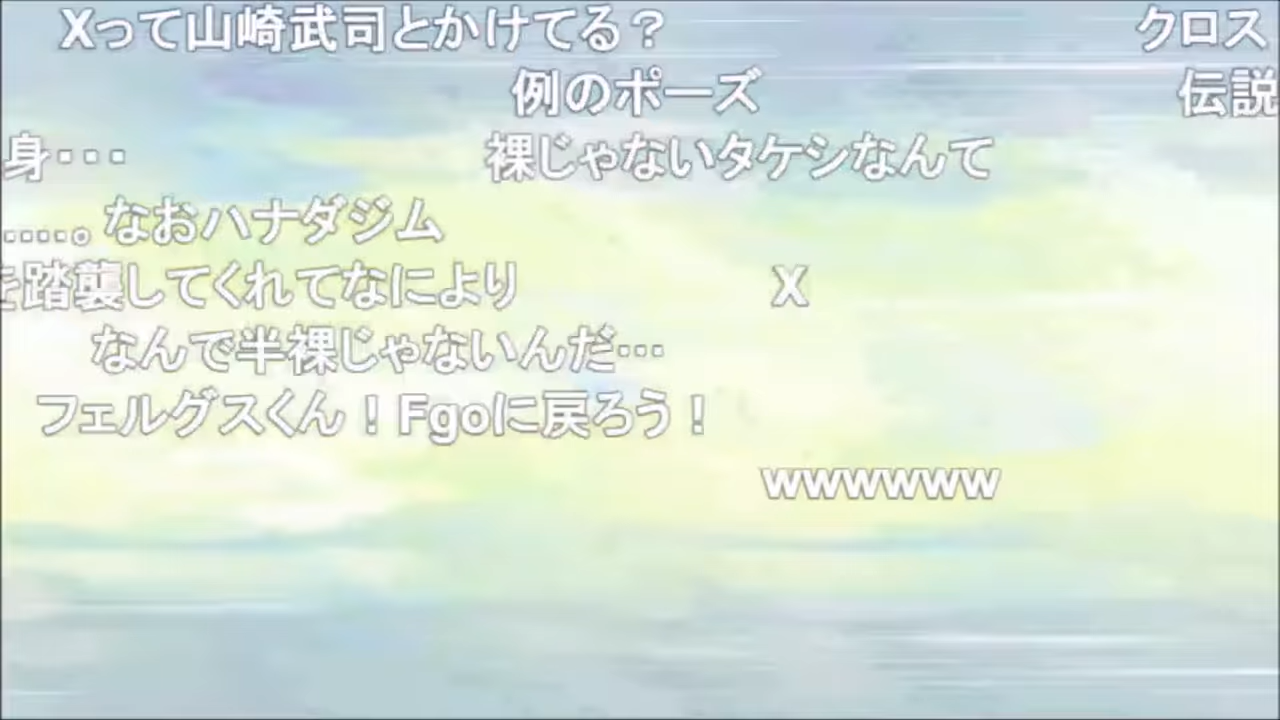 Xって山崎武司とかけてる？ クロス
例のポーズ 伝説
身・・・ 裸じゃないタケシなんて
.....。なおハナダジム
を踏襲してくれてなにより X
なんで半裸じゃないんだ…
フェルグスくん！Fgoに戻ろう！
wwwwww